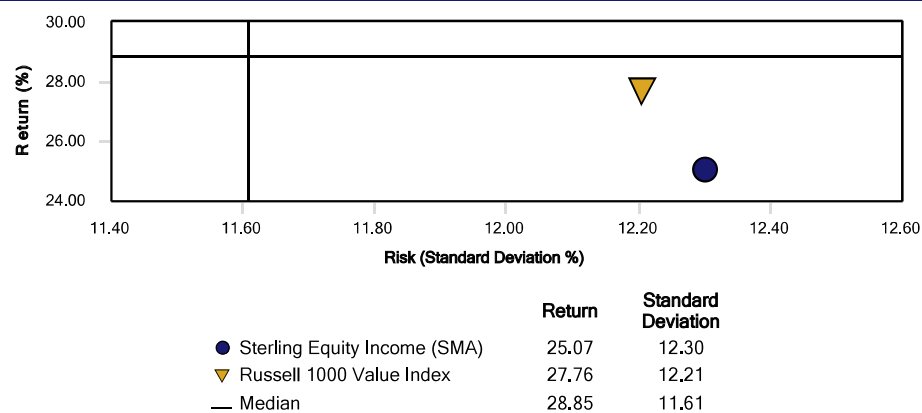 30.00
28.00
26.00
24.00
Return (%)
11.40 11.60 11.80 12.00 12.20 12.40 12.60
Risk (Standard Deviation %)
Return Standard Deviation
Sterling Equity Income (SMA) 25.07 12.30
Russell 1000 Value Index 27.76 12.21
Median 28.85 11.61